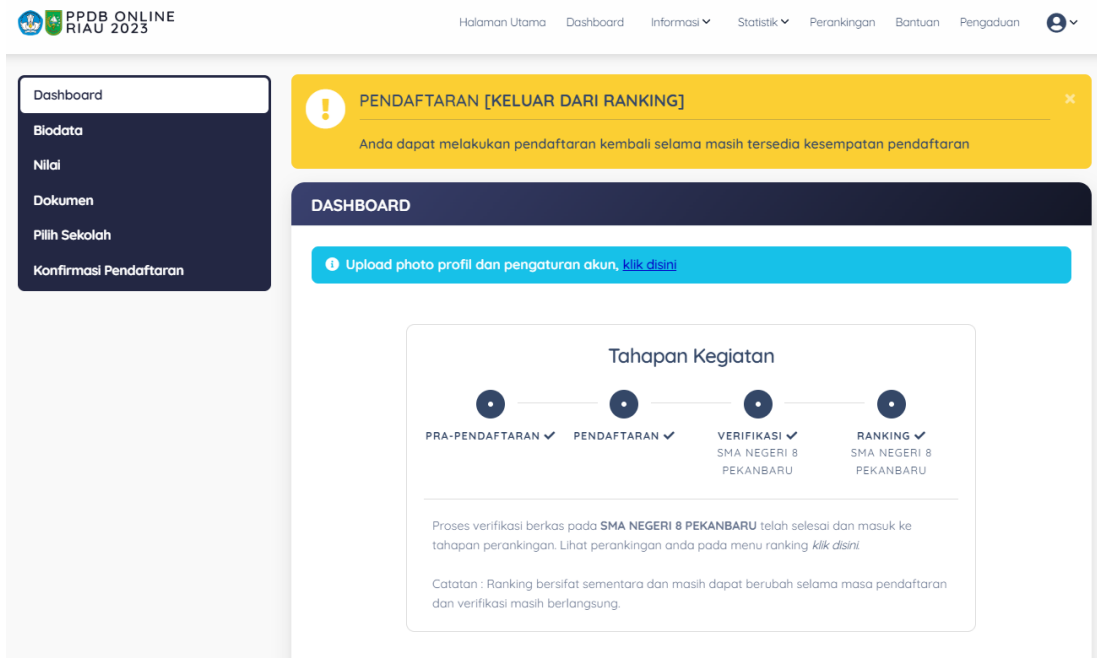 PPDB ONLINE
RIAU 2023
Halaman Utama Dashboard Informasi Statistik Perankingan Bantuan Pengaduan
Dashboard
Biodata
Nilai
Dokumen
Pilih Sekolah
Konfirmasi Pendaftaran
PENDAFTARAN [KELUAR DARI RANKING]
Anda dapat melakukan pendaftaran kembali selama masih tersedia kesempatan pendaftaran
DASHBOARD
Upload photo profil dan pengaturan akun, klik disini
Tahapan Kegiatan
PRA-PENDAFTARAN ✓ PENDAFTARAN ✓ VERIFIKASI ✓ RANKING ✓
SMA NEGERI 8 SMA NEGERI 8
PEKANBARU PEKANBARU
Proses verifikasi berkas pada SMA NEGERI 8 PEKANBARU telah selesai dan masuk ke
tahapan perankingan. Lihat perankingan anda pada menu ranking klik disini.
Catatan : Ranking bersifat sementara dan masih dapat berubah selama masa pendaftaran
dan verifikasi masih berlangsung.